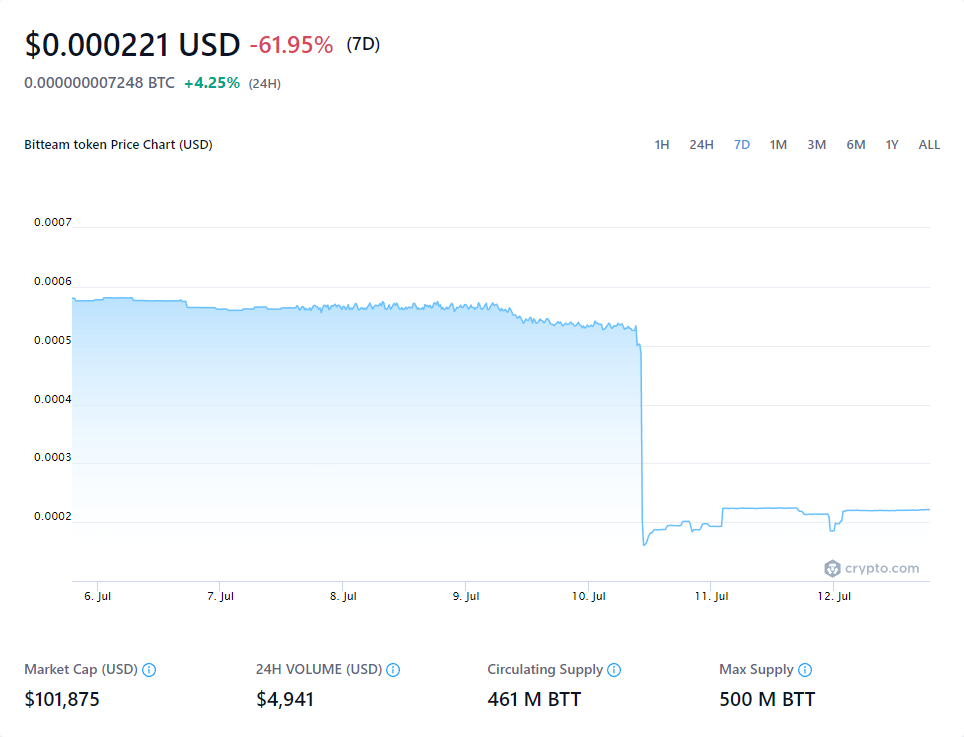 $0.000221 USD -61.95% (7D)
0.000000007248 BTC +4.25% (24H)
Bitteam token Price Chart (USD) 1H 24H 7D 1M 3M 6M 1Y ALL
0.0007
0.0006
0.0005
0.0004
0.0003
0.0002
crypto.com
6. Jul 7. Jul 8. Jul 9. Jul 10. Jul 11. Jul 12. Jul
Market Cap (USD) 24H VOLUME (USD) Circulating Supply Max Supply
$101,875 $4,941 461 M BTT 500 M BTT